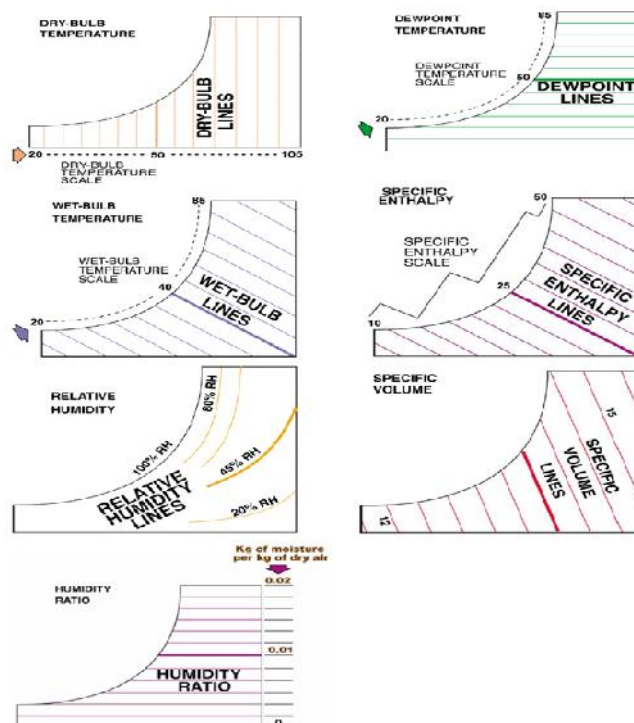 DRY-BULB
TEMPERATURE
DRY-BULB
LINES
20
50
105
DRY-BULB
TEMPERATURE
SCALE
DEWPOINT
TEMPERATURE
85
DEWPOINT
TEMPERATURE
SCALE
50
DEWPOINT
LINES
20
WET-BULB
TEMPERATURE
85
WET-BULB
TEMPERATURE
SCALE
40
WET-BULB
LINES
20
SPECIFIC
ENTHALPY
50
SPECIFIC
ENTHALPY
SCALE
25
SPECIFIC
ENTHALPY
LINES
10
RELATIVE
HUMIDITY
100% RH
80% RH
45% RH
20% RH
RELATIVE
HUMIDITY
LINES
SPECIFIC
VOLUME
15
SPECIFIC
VOLUME
LINES
12
Kg of moisture
per kg of dry air
HUMIDITY
RATIO
0.02
0.01
HUMIDITY
RATIO
0